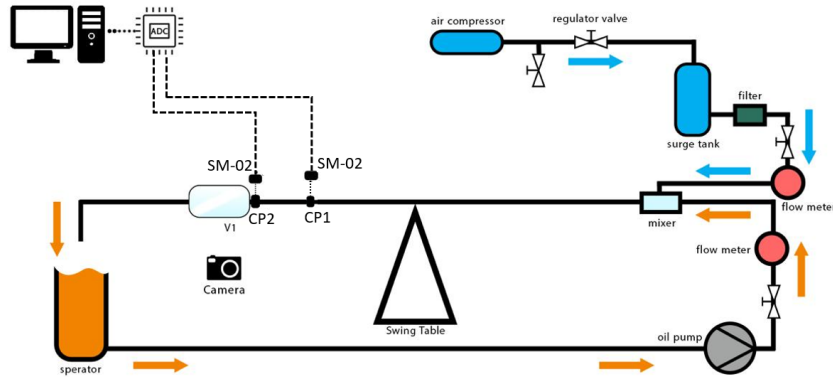 ADC
air compressor
regulator valve
filter
surge tank
SM-02
SM-02
flow meter
CP2
CP1
V1
mixer
flow meter
Camera
Swing Table
oil pump
sperator